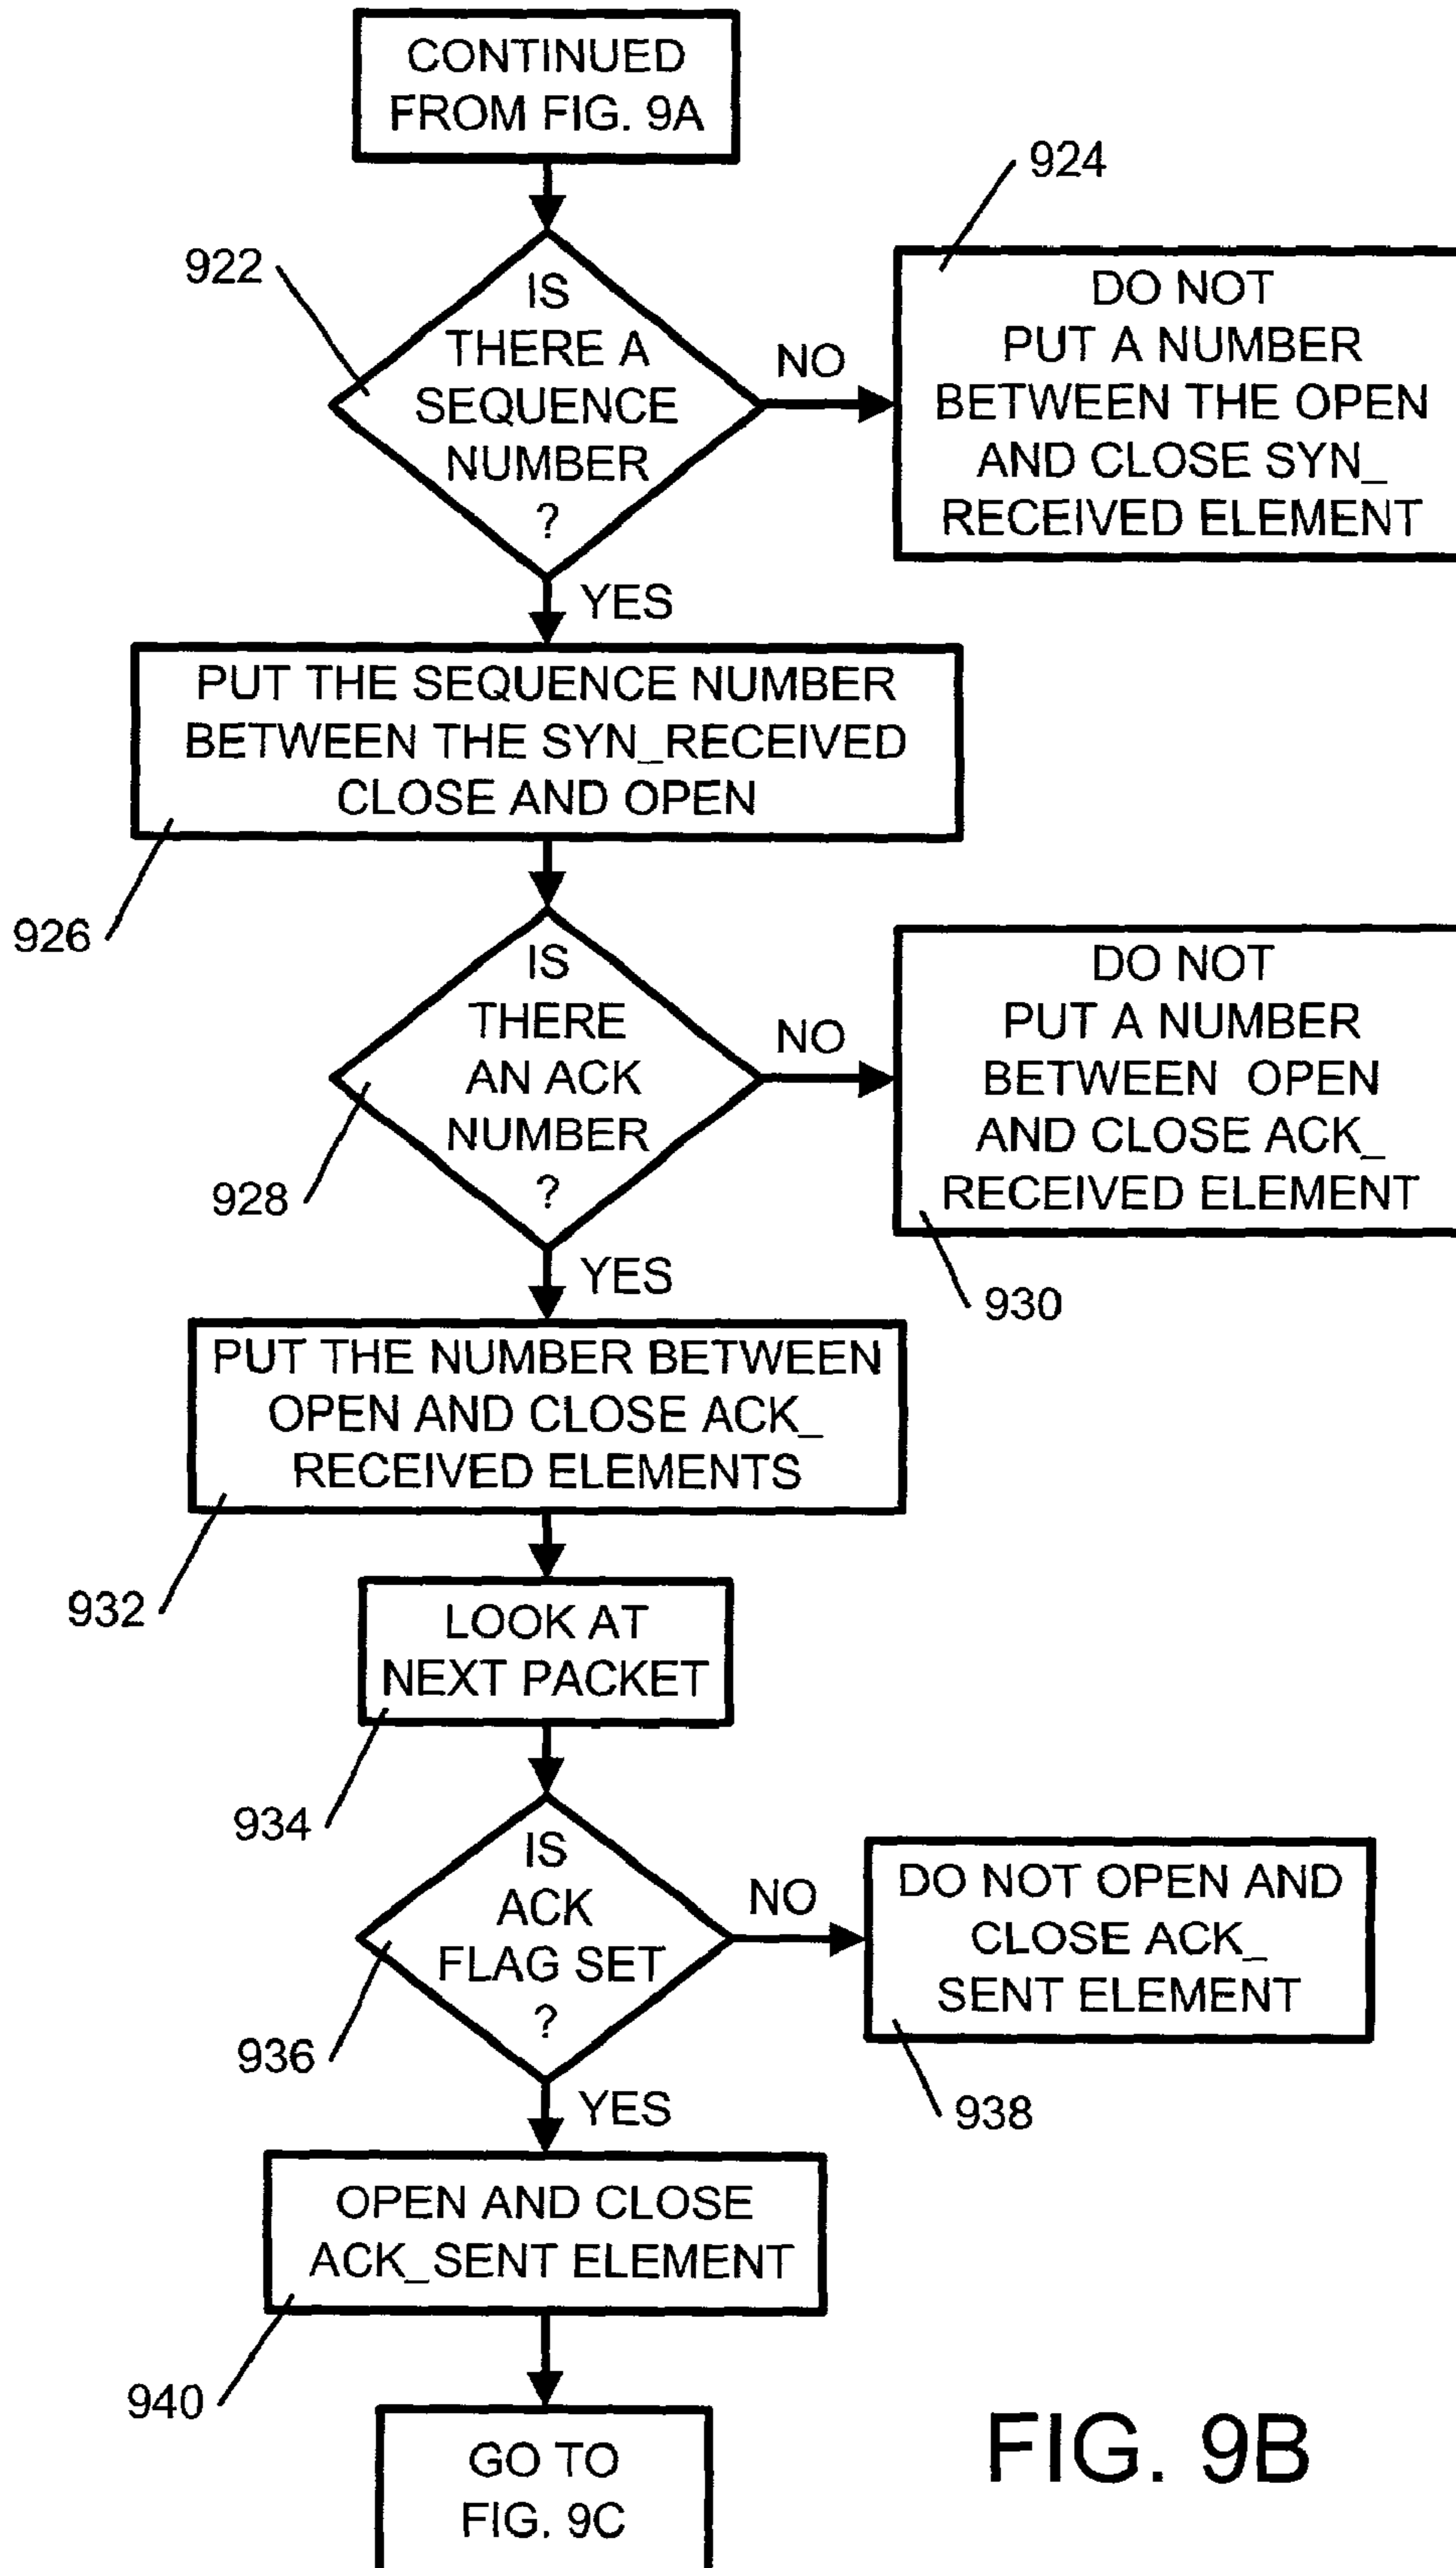 CONTINUED
FROM FIG. 9A
924
922
IS
THERE A
SEQUENCE
NUMBER
?
NO
DO NOT
PUT A NUMBER
BETWEEN THE OPEN
AND CLOSE SYN_
RECEIVED ELEMENT
YES
PUT THE SEQUENCE NUMBER
BETWEEN THE SYN_RECEIVED
CLOSE AND OPEN
926
IS
THERE
AN ACK
NUMBER
?
928
NO
DO NOT
PUT A NUMBER
BETWEEN OPEN
AND CLOSE ACK_
RECEIVED ELEMENT
930
YES
PUT THE NUMBER BETWEEN
OPEN AND CLOSE ACK_
RECEIVED ELEMENTS
932
LOOK AT
NEXT PACKET
934
IS
ACK
FLAG SET
?
936
NO
DO NOT OPEN AND
CLOSE ACK_
SENT ELEMENT
938
YES
OPEN AND CLOSE
ACK_SENT ELEMENT
940
GO TO
FIG. 9C
FIG. 9B